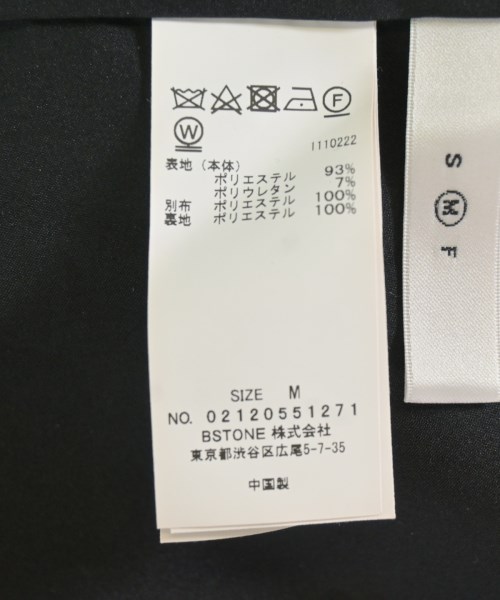 F
W
1110222
表地（本体）
ポリエステル 93%
ポリウレタン 7%
別布 ポリエステル 100%
裏地 ポリエステル 100%
SIZE M
NO. 02120551271
BSTONE 株式会社
東京都渋谷区広尾5-7-35
中国製
S
M
F